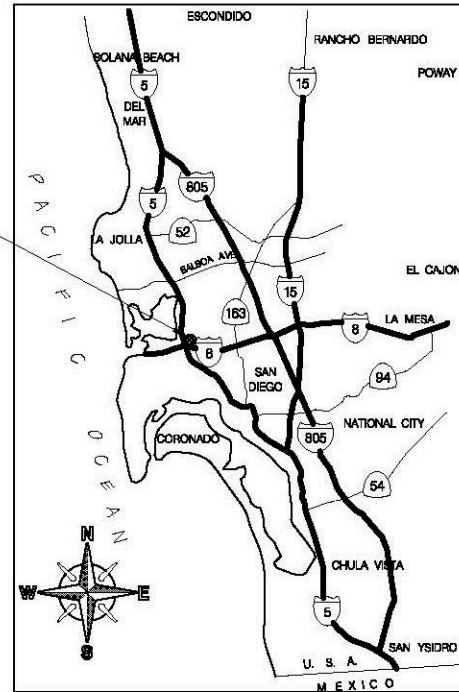 ESCONDIDO
RANCHO BERNARDO
SOLANA BEACH
POWAY
5
15
DEL
MAR
805
5
52
LA JOLLA
BALBOA AVE
EL CAJON
15
163
LA MESA
8
8
SAN
DIEGO
94
NATIONAL CITY
CORONADO
805
54
PACIFIC OCEAN
N
W E
S
CHULA VISTA
5
SAN YSIDRO
U. S. A.
MEXICO